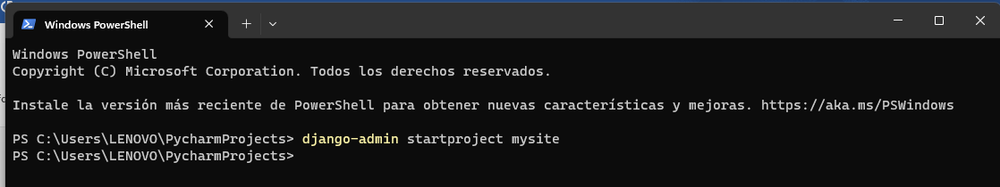 Windows PowerShell
Windows PowerShell
Copyright (C) Microsoft Corporation. Todos los derechos reservados.
Instale la versión más reciente de PowerShell para obtener nuevas características y mejoras. https://aka.ms/PSWindows
PS C:\Users\LENOVO\PycharmProjects> django-admin startproject mysite
PS C:\Users\LENOVO\PycharmProjects>